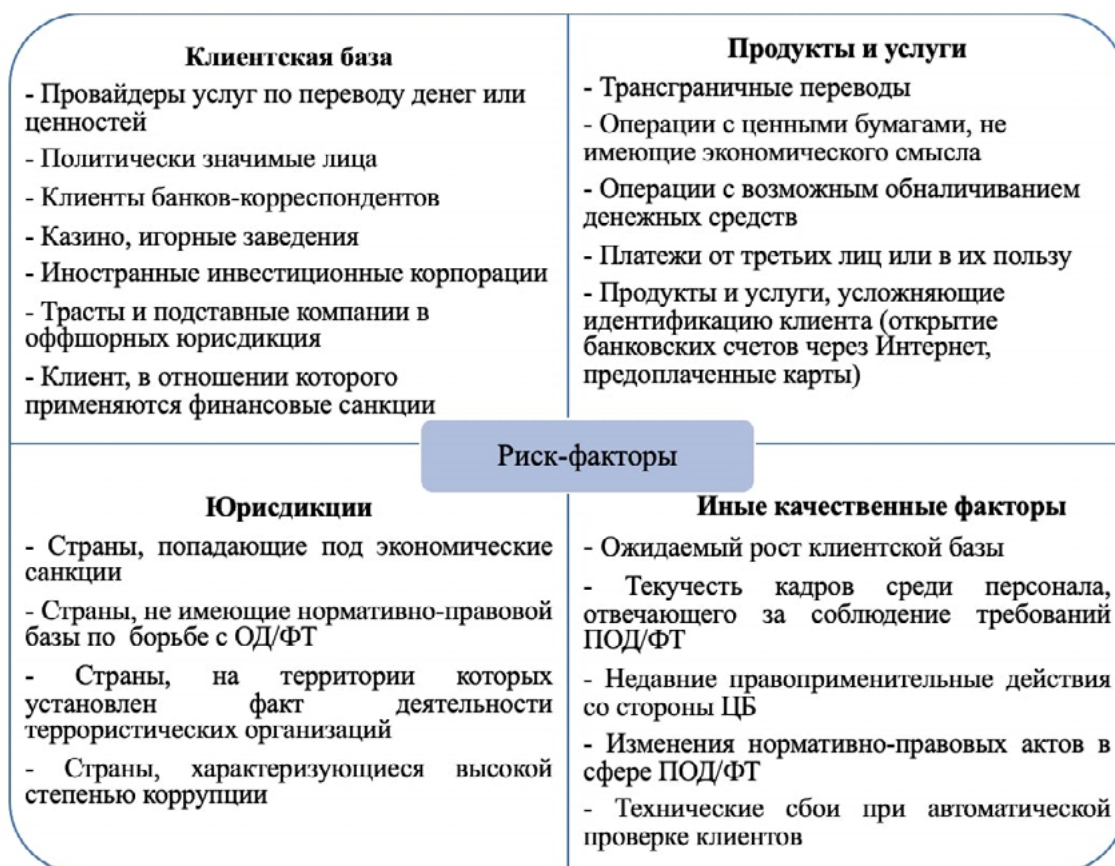 Клиентская база
- Провайдеры услуг по переводу денег или
ценностей
- Политически значимые лица
- Клиенты банков-корреспондентов
- Казино, игорные заведения
- Иностранные инвестиционные корпорации
- Трасты и подставные компании в
оффшорных юрисдикция
- Клиент, в отношении которого
применяются финансовые санкции
Продукты и услуги
- Трансграничные переводы
- Операции с ценными бумагами, не
имеющие экономического смысла
- Операции с возможным обналичиванием
денежных средств
- Платежи от третьих лиц или в их пользу
- Продукты и услуги, усложняющие
идентификацию клиента (открытие
банковских счетов через Интернет,
предоплаченные карты)
Риск-факторы
Юрисдикции
- Страны, попадающие под экономические
санкции
- Страны, не имеющие нормативно-правовой
базы по борьбе с ОД/ФТ
- Страны, на территории которых
установлен факт деятельности
террористических организаций
- Страны, характеризующиеся высокой
степенью коррупции
Иные качественные факторы
- Ожидаемый рост клиентской базы
- Текучесть кадров среди персонала,
отвечающего за соблюдение требований
ПОД/ФТ
- Недавние правоприменительные действия
со стороны ЦБ
- Изменения нормативно-правовых актов в
сфере ПОД/ФТ
- Технические сбои при автоматической
проверке клиентов